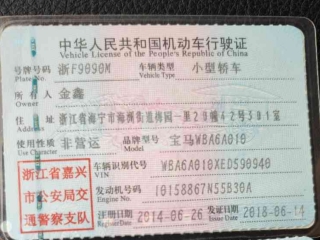 中华人民共和国机动车行驶证
Vehicle License of the People's Republic of China
号牌号码 浙F9090M 车辆类型 小型轿车
Plate No. Vehicle Type
所有人 金鑫
Owner
住址 浙江省海宁市海洲街道 一里20幢42号301室
Address
使用性质 非营运 品牌型号 宝马WBA6A010
Use Character Model
车辆识别代号 WBA6A010XEDS90940
VIN
发动机号码 10158867N55B30A
Engine No.
注册日期 2014-06-26 发证日期 2018-06-14
Register Date Issue Date
浙江省嘉兴
市公安局交
通警察支队